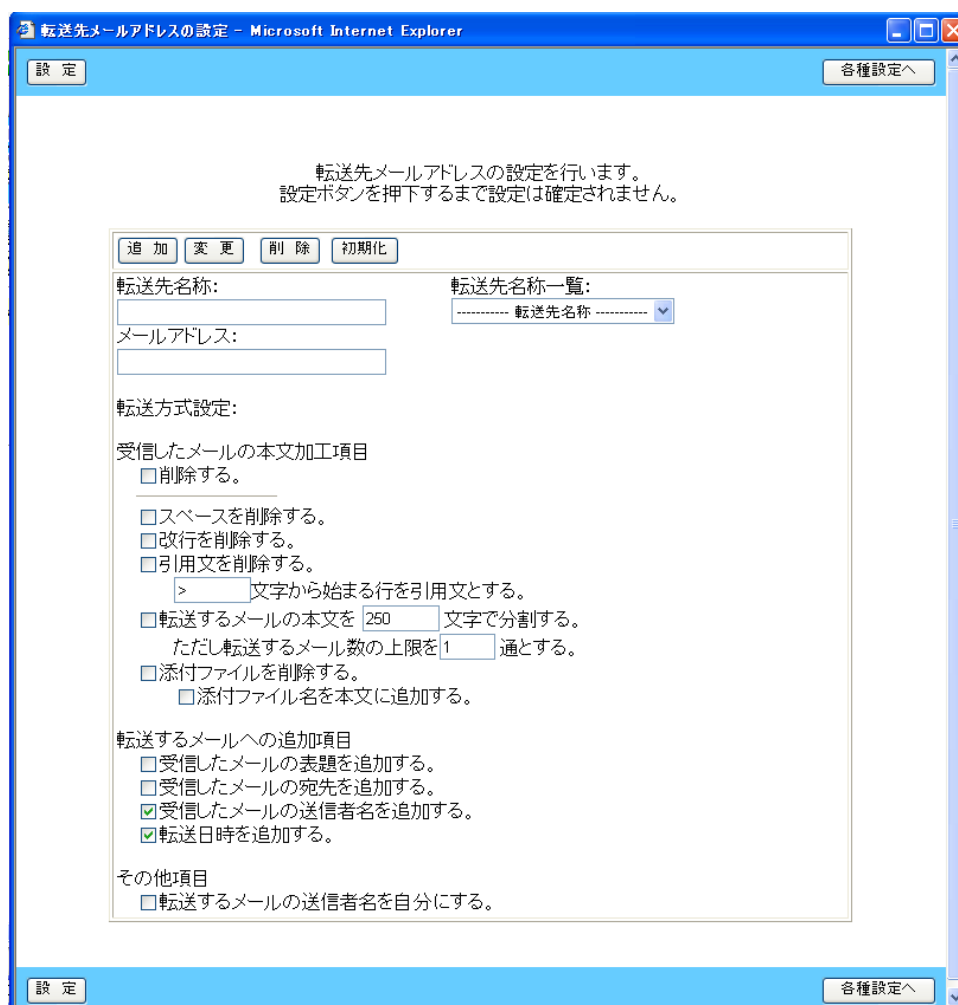 転送先メールアドレスの設定 - Microsoft Internet Explorer
設 定 各種設定へ
転送先メールアドレスの設定を行います。
設定ボタンを押下するまで設定は確定されません。
追 加 変 更 削 除 初期化
転送先名称: 転送先名称一覧:
----------- 転送先名称 -----------
メールアドレス:
転送方式設定:
受信したメールの本文加工項目
削除する。
スペースを削除する。
改行を削除する。
引用文を削除する。
> 文字から始まる行を引用文とする。
転送するメールの本文を 250 文字で分割する。
ただし転送するメール数の上限を 1 通とする。
添付ファイルを削除する。
添付ファイル名を本文に追加する。
転送するメールへの追加項目
受信したメールの表題を追加する。
受信したメールの宛先を追加する。
受信したメールの送信者名を追加する。
転送日時を追加する。
その他項目
転送するメールの送信者名を自分にする。
設 定 各種設定へ